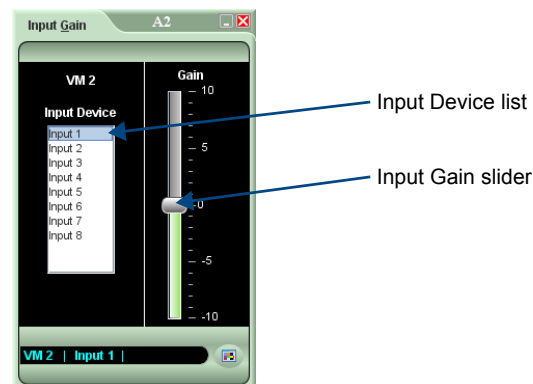 Input Gain
A2
VM 2
Input Device
Input 1
Input 2
Input 3
Input 4
Input 5
Input 6
Input 7
Input 8
Gain
10
5
0
-5
-10
VM 2 | Input 1 |
Input Device list
Input Gain slider